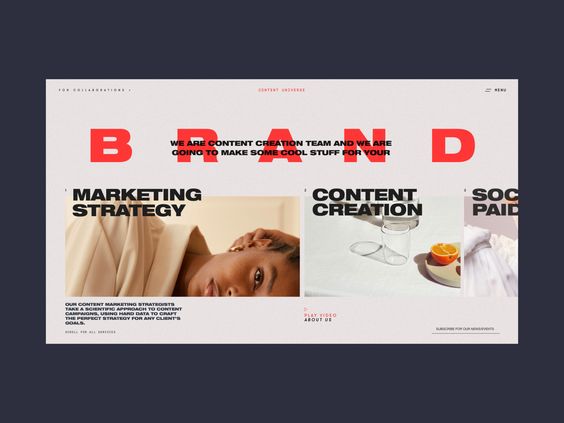 FOR COLLABORATIONS
CONTENT UNIVERSE
MENU
BRAND
WE ARE CONTENT CREATION TEAM AND WE ARE
GOING TO MAKE SOME COOL STUFF FOR YOUR
1
MARKETING
STRATEGY
2
CONTENT
CREATION
SOC
PAID
OUR CONTENT MARKETING STRATEGISTS
TAKE A SCIENTIFIC APPROACH TO CONTENT
CAMPAIGNS, USING HARD DATA TO CRAFT
THE PERFECT STRATEGY FOR ANY CLIENT'S
GOALS.
SCROLL FOR ALL SERVICES
PLAY VIDEO
ABOUT US
SUBSCRIBE FOR OUR NEWS/EVENTS